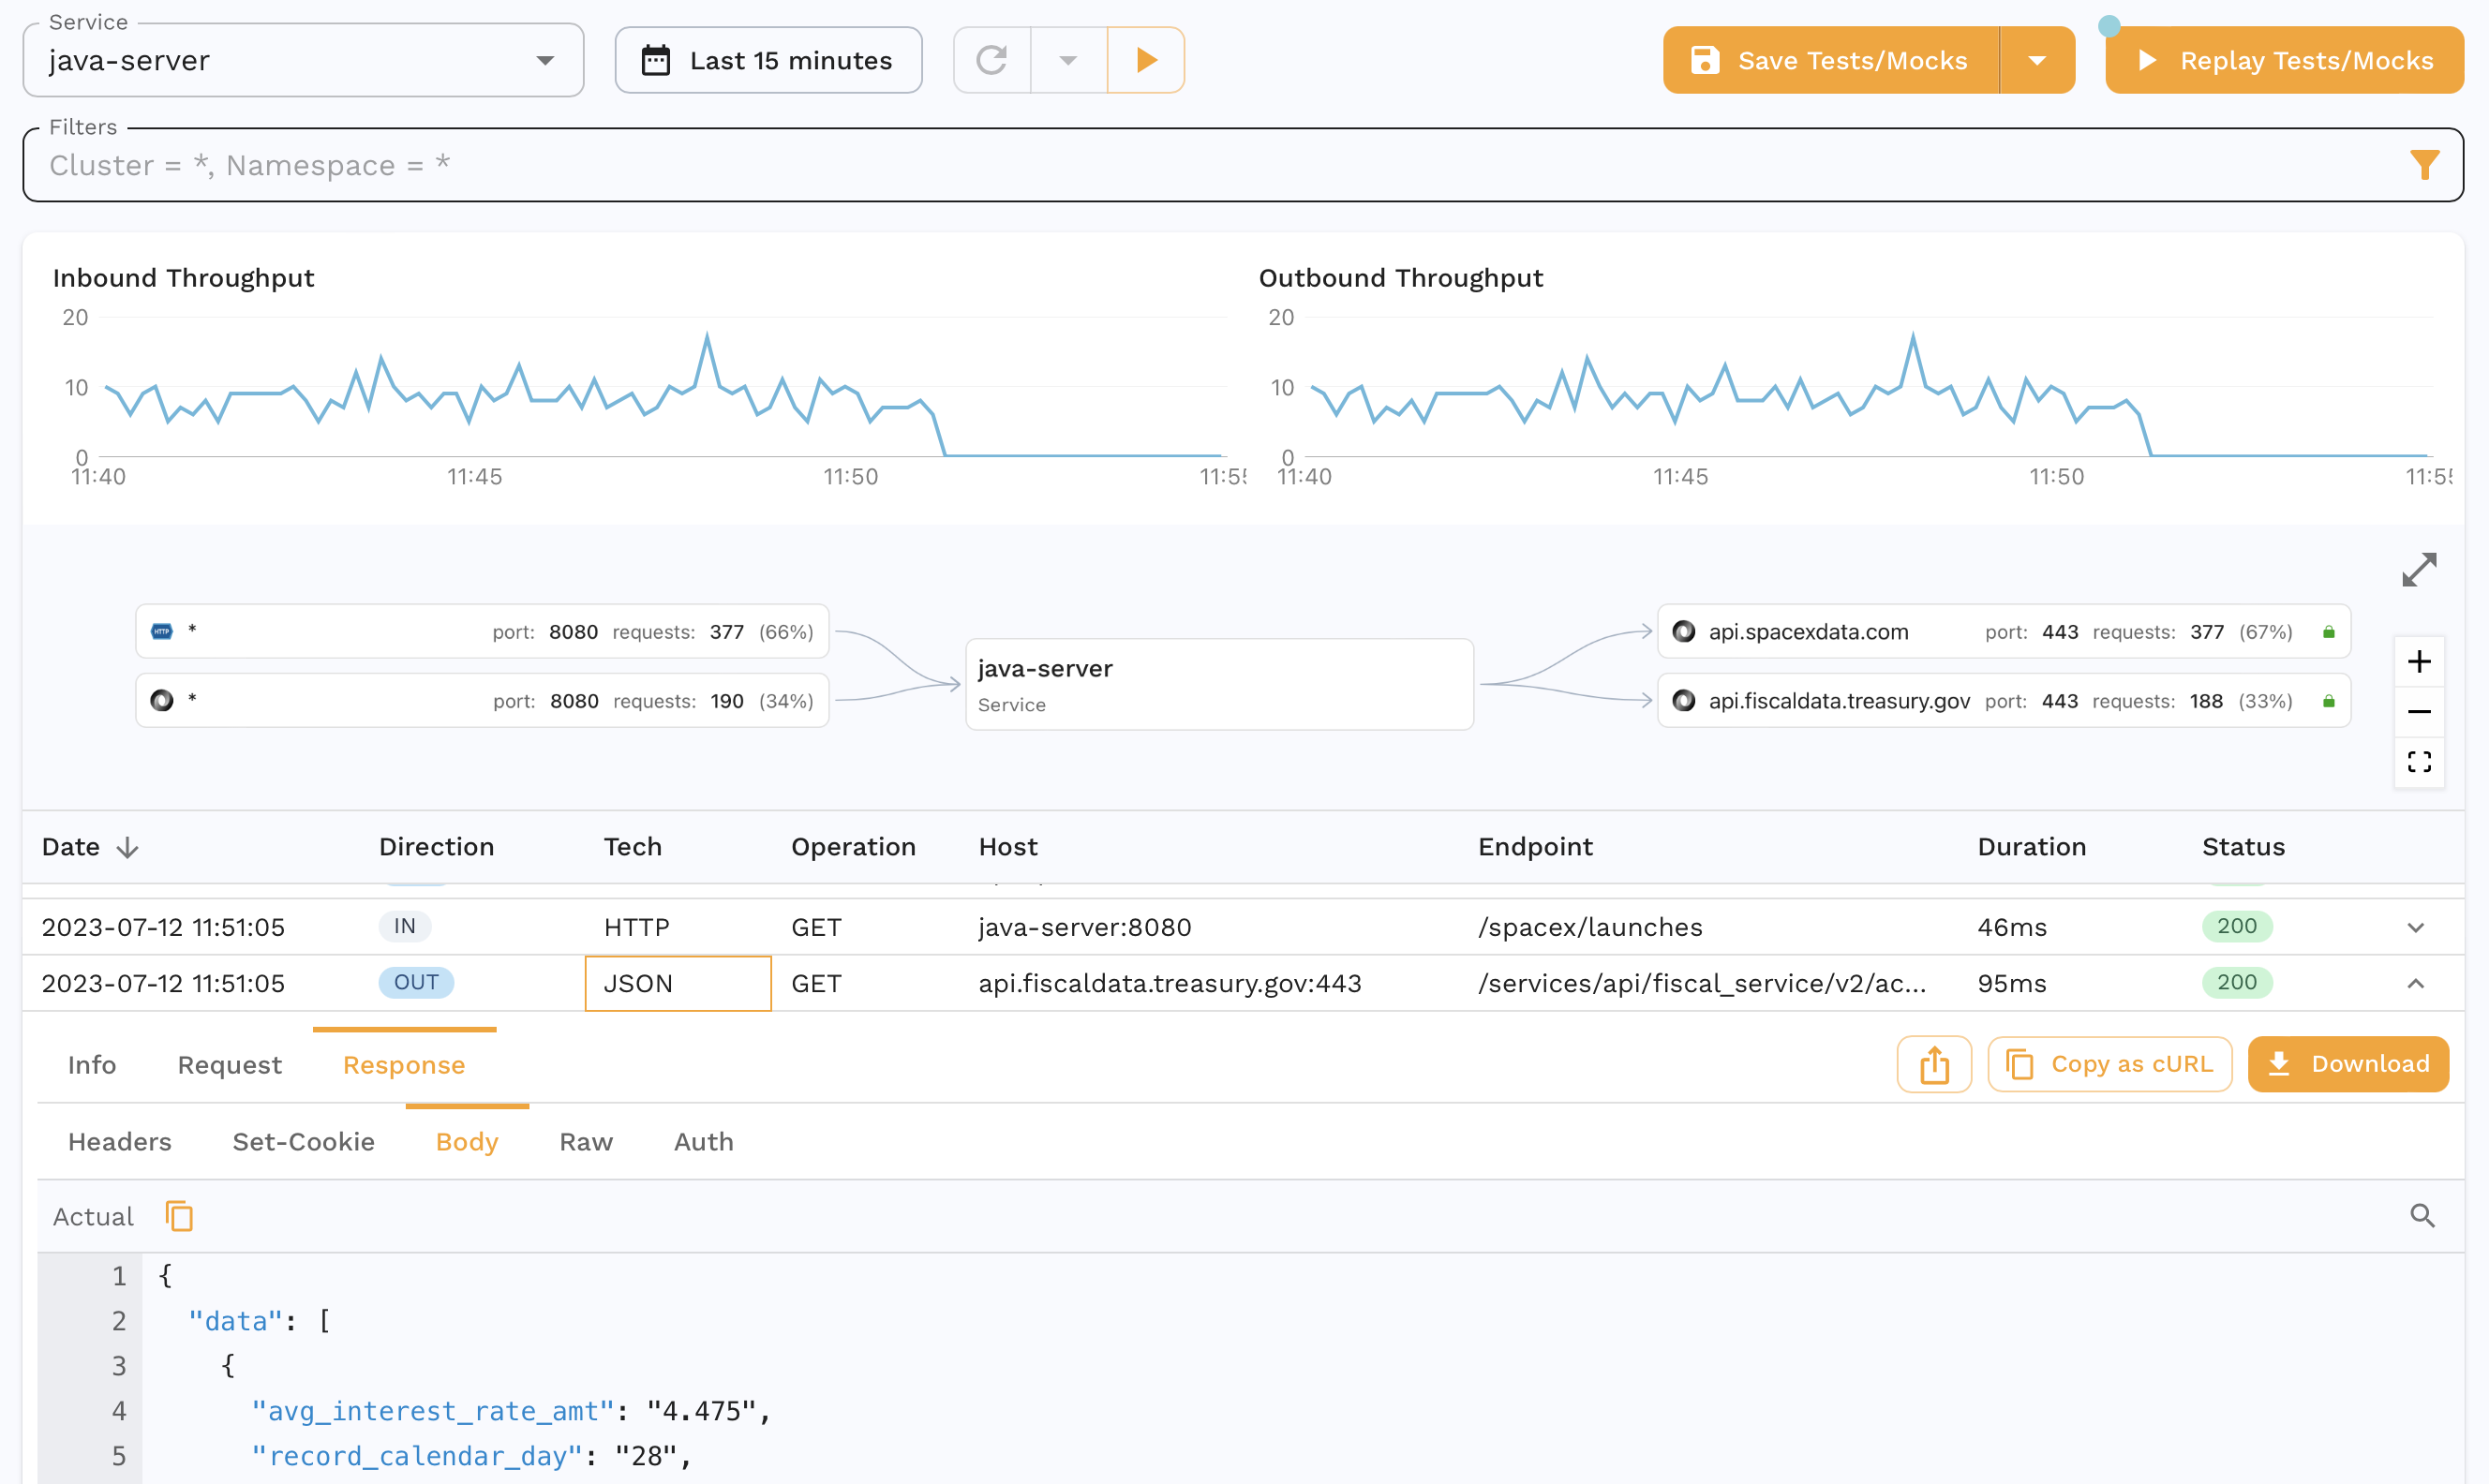 Service
java-server
Last 15 minutes
Save Tests/Mocks
Replay Tests/Mocks
Filters
Cluster = *, Namespace = *
Inbound Throughput
20
10
0
11:40 11:45 11:50
Outbound Throughput
20
10
0
11:40 11:45 11:50
HTTP * port: 8080 requests: 377 (66%)
* port: 8080 requests: 190 (34%)
java-server
Service
api.spacexdata.com port: 443 requests: 377 (67%)
api.fiscaldata.treasury.gov port: 443 requests: 188 (33%)
Date Direction Tech Operation Host Endpoint Duration Status
2023-07-12 11:51:05 IN HTTP GET java-server:8080 /spacex/launches 46ms 200
2023-07-12 11:51:05 OUT JSON GET api.fiscaldata.treasury.gov:443 /services/api/fiscal_service/v2/ac... 95ms 200
Info Request Response
Copy as cURL
Download
Headers Set-Cookie Body Raw Auth
Actual
1 {
2 "data": [
3 {
4 "avg_interest_rate_amt": "4.475",
5 "record_calendar_day": "28",